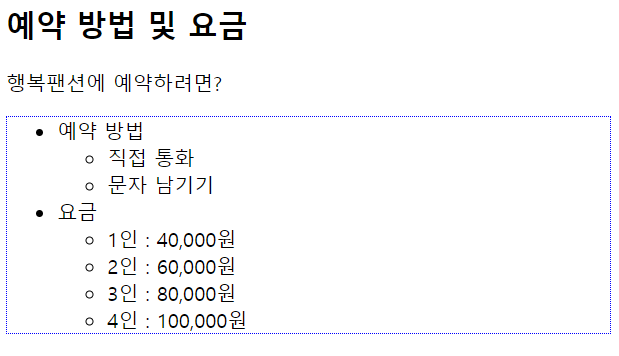 예약 방법 및 요금
행복팬션에 예약하려면?
예약 방법
직접 통화
문자 남기기
요금
1인 : 40,000원
2인 : 60,000원
3인 : 80,000원
4인 : 100,000원